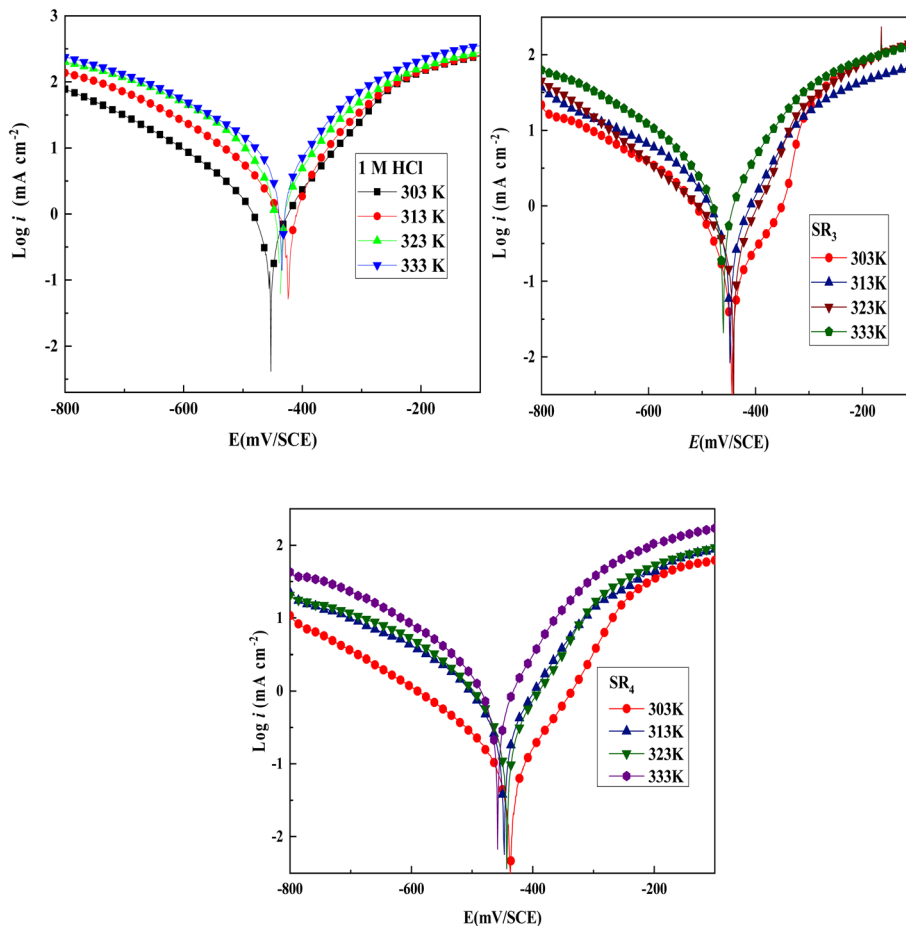 3
2
1
0
-1
-2
-800
-600
-400
-200
Log i (mA cm⁻²)
E(mV/SCE)
1 M HCl
303 K
313 K
323 K
333 K
2
1
0
-1
-2
-800
-600
-400
-200
Log i (mA cm⁻²)
E(mV/SCE)
SR₃
303K
313K
323K
333K
2
1
0
-1
-2
-800
-600
-400
-200
Log i (mA cm⁻²)
E(mV/SCE)
SR₄
303K
313K
323K
333K